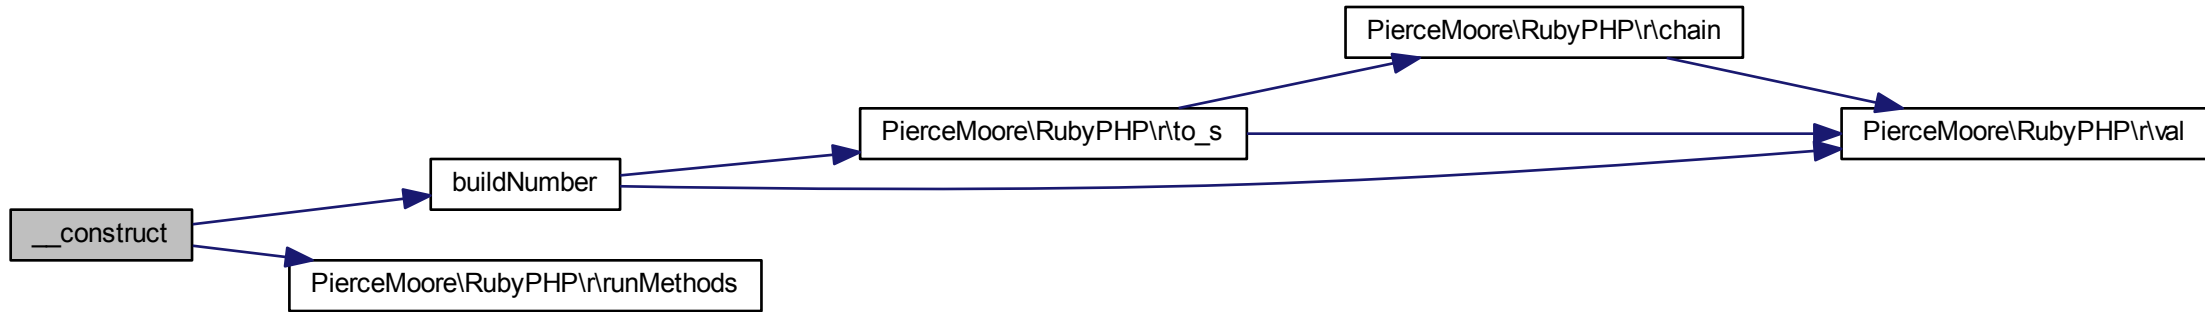 PierceMoore\RubyPHP\r\chain
PierceMoore\RubyPHP\r\to_s
PierceMoore\RubyPHP\r\val
buildNumber
__construct
PierceMoore\RubyPHP\r\runMethods